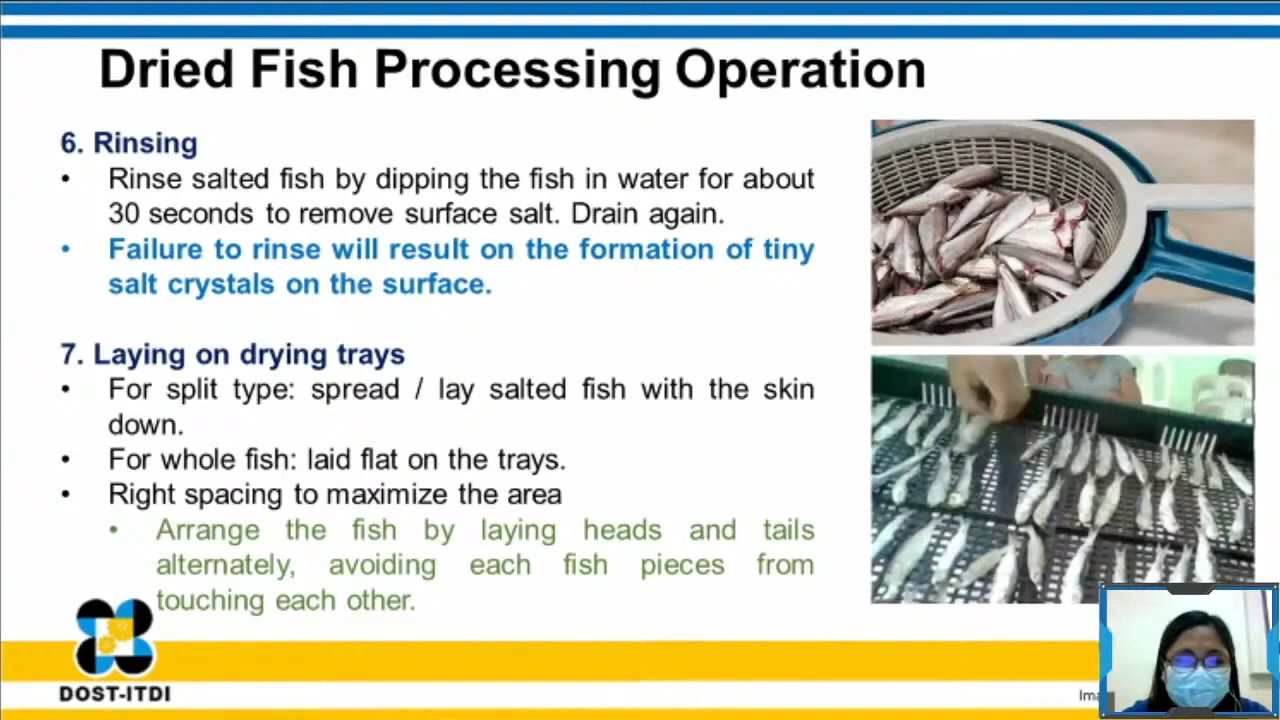 Dried Fish Processing Operation
6. Rinsing
• Rinse salted fish by dipping the fish in water for about
30 seconds to remove surface salt. Drain again.
• Failure to rinse will result on the formation of tiny
salt crystals on the surface.
7. Laying on drying trays
• For split type: spread / lay salted fish with the skin
down.
• For whole fish: laid flat on the trays.
• Right spacing to maximize the area
• Arrange the fish by laying heads and tails
alternately, avoiding each fish pieces from
touching each other.
DOST-ITDI